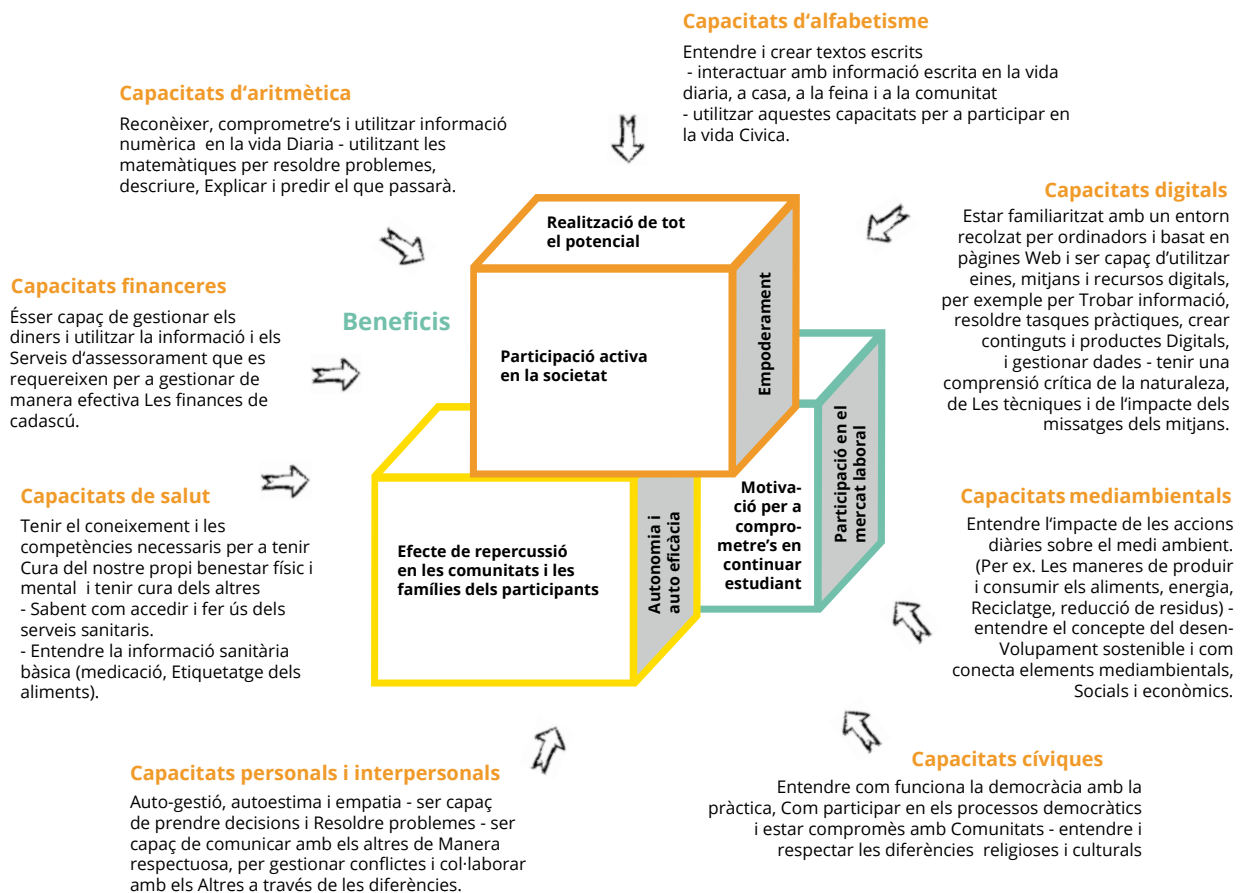 Capacitats d‘alfabetisme
Entendre i crear textos escrits
- interactuar amb informació escrita en la vida
diaria, a casa, a la feina i a la comunitat
- utilitzar aquestes capacitats per a participar en
la vida Civica.
Capacitats d‘aritmètica
Reconèixer, comprometre‘s i utilitzar informació
numèrica en la vida Diaria - utilitzant les
matemàtiques per resoldre problemes,
descriure, Explicar i predir el que passarà.
Capacitats digitals
Estar familiaritzat amb un entorn
recolzat per ordinadors i basat en
pàgines Web i ser capaç d‘utilitzar
eines, mitjans i recursos digitals,
per exemple per Trobar informació,
resoldre tasques pràctiques, crear
continguts i productes Digitals,
i gestionar dades - tenir una
comprensió crítica de la naturaleza,
de Les tècniques i de l‘impacte dels
missatges dels mitjans.
Capacitats financeres
Ésser capaç de gestionar els
diners i utilitzar la informació i els
Serveis d‘assessorament que es
requereixen per a gestionar de
manera efectiva Les finances de
cadascú.
Beneficis
Realització de tot
el potencial
Participació activa
en la societat
Empoderament
Efecte de repercussió
en les comunitats i les
famílies dels participants
Autonomia i
auto eficàcia
Motiva-
ció per a
compro-
metre’s en
continuar
estudiant
Participació en el
mercat laboral
Capacitats de salut
Tenir el coneixement i les
competències necessaris per a tenir
Cura del nostre propi benestar físic i
mental i tenir cura dels altres
- Sabent com accedir i fer ús dels
serveis sanitaris.
- Entendre la informació sanitària
bàsica (medicació, Etiquetatge dels
aliments).
Capacitats mediambientals
Entendre l‘impacte de les accions
diàries sobre el medi ambient.
(Per ex. Les maneres de produir
i consumir els aliments, energia,
Reciclatge, reducció de residus) -
entendre el concepte del desen-
Volupament sostenible i com
conecta elements mediambientals,
Socials i econòmics.
Capacitats personals i interpersonals
Auto-gestió, autoestima i empatia - ser capaç
de prendre decisions i Resoldre problemes - ser
capaç de comunicar amb els altres de Manera
respectuosa, per gestionar conflictes i col·laborar
amb els Altres a través de les diferències.
Capacitats cíviques
Entendre com funciona la democràcia amb la
pràctica, Com participar en els processos democràtics
i estar compromès amb Comunitats - entendre i
respectar les diferències religioses i culturals